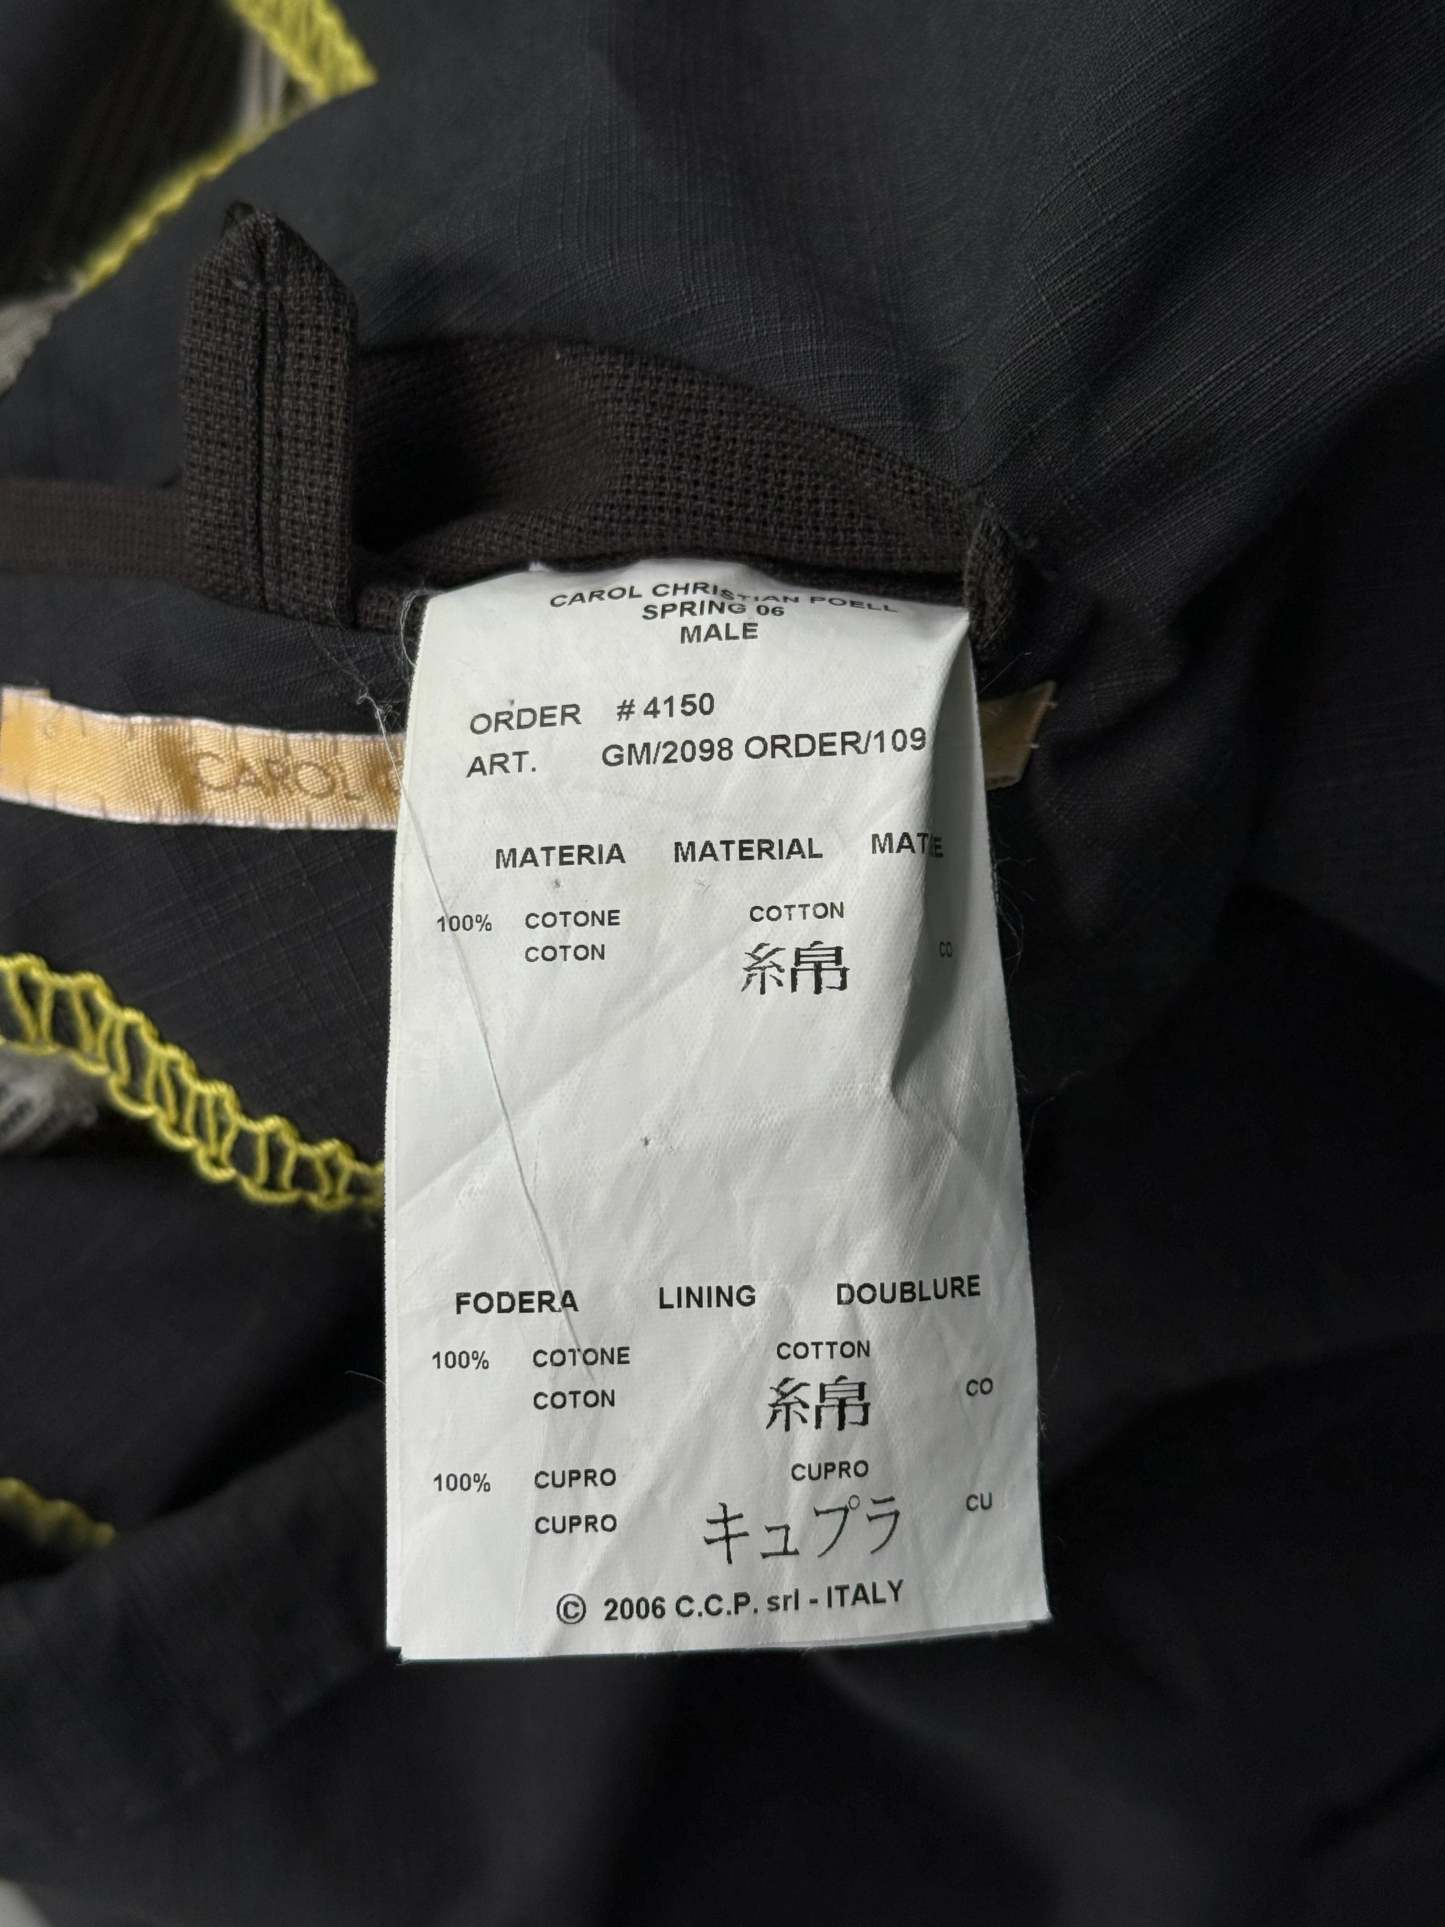 CAROL CHRISTIAN POELL
SPRING 06
MALE
ORDER # 4150
ART. GM/2098 ORDER/109
CAROL
MATERIA MATERIAL
100% COTONE COTTON
COTON 綿 CO
FODERA LINING DOUBLURE
100% COTONE COTTON
COTON 綿 CO
100% CUPRO CUPRO
CUPRO キュプラ CU
© 2006 C.C.P. srl - ITALY